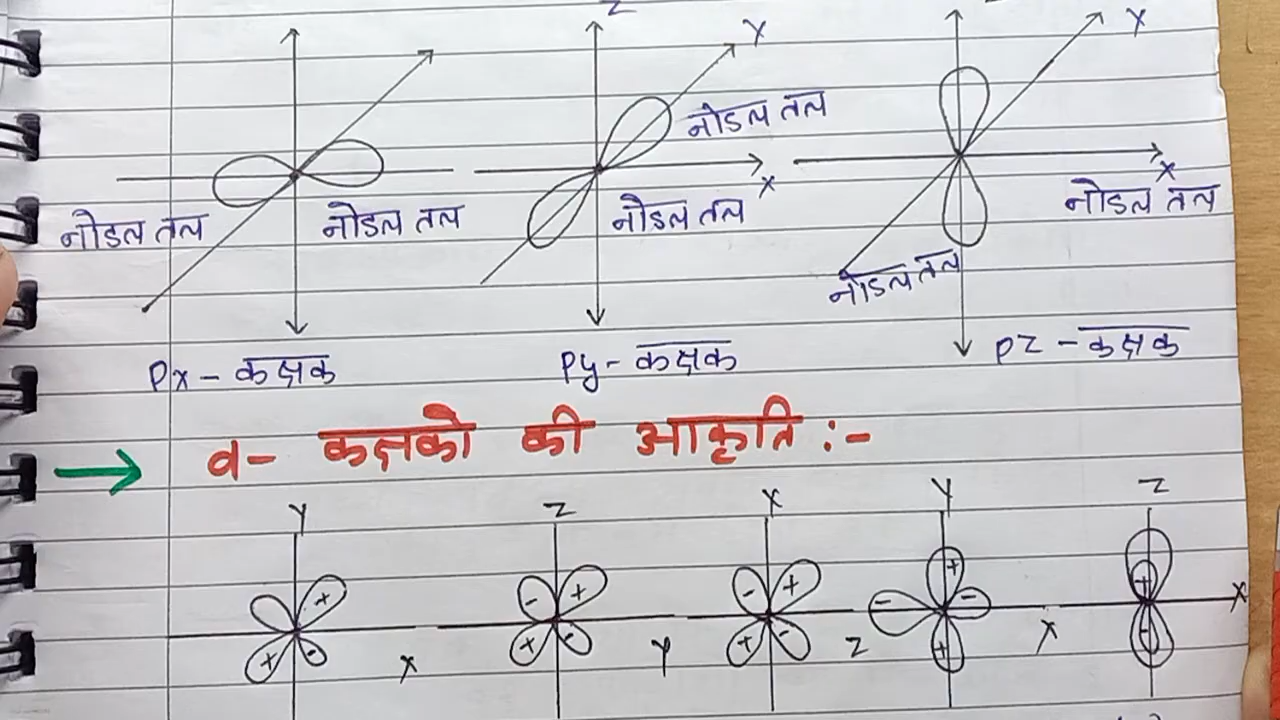 Z Y Y
नोडल तल
X X
नोडल तल नोडल तल नोडल तल नोडल तल
नोडल तल
Px - कक्षक Py - कक्षक PZ - कक्षक
→ d - कक्षको की आकृति :-
Y Z X Y Z
+ - + - + + +
- - X
+ - + - + - + -
X Y Z X